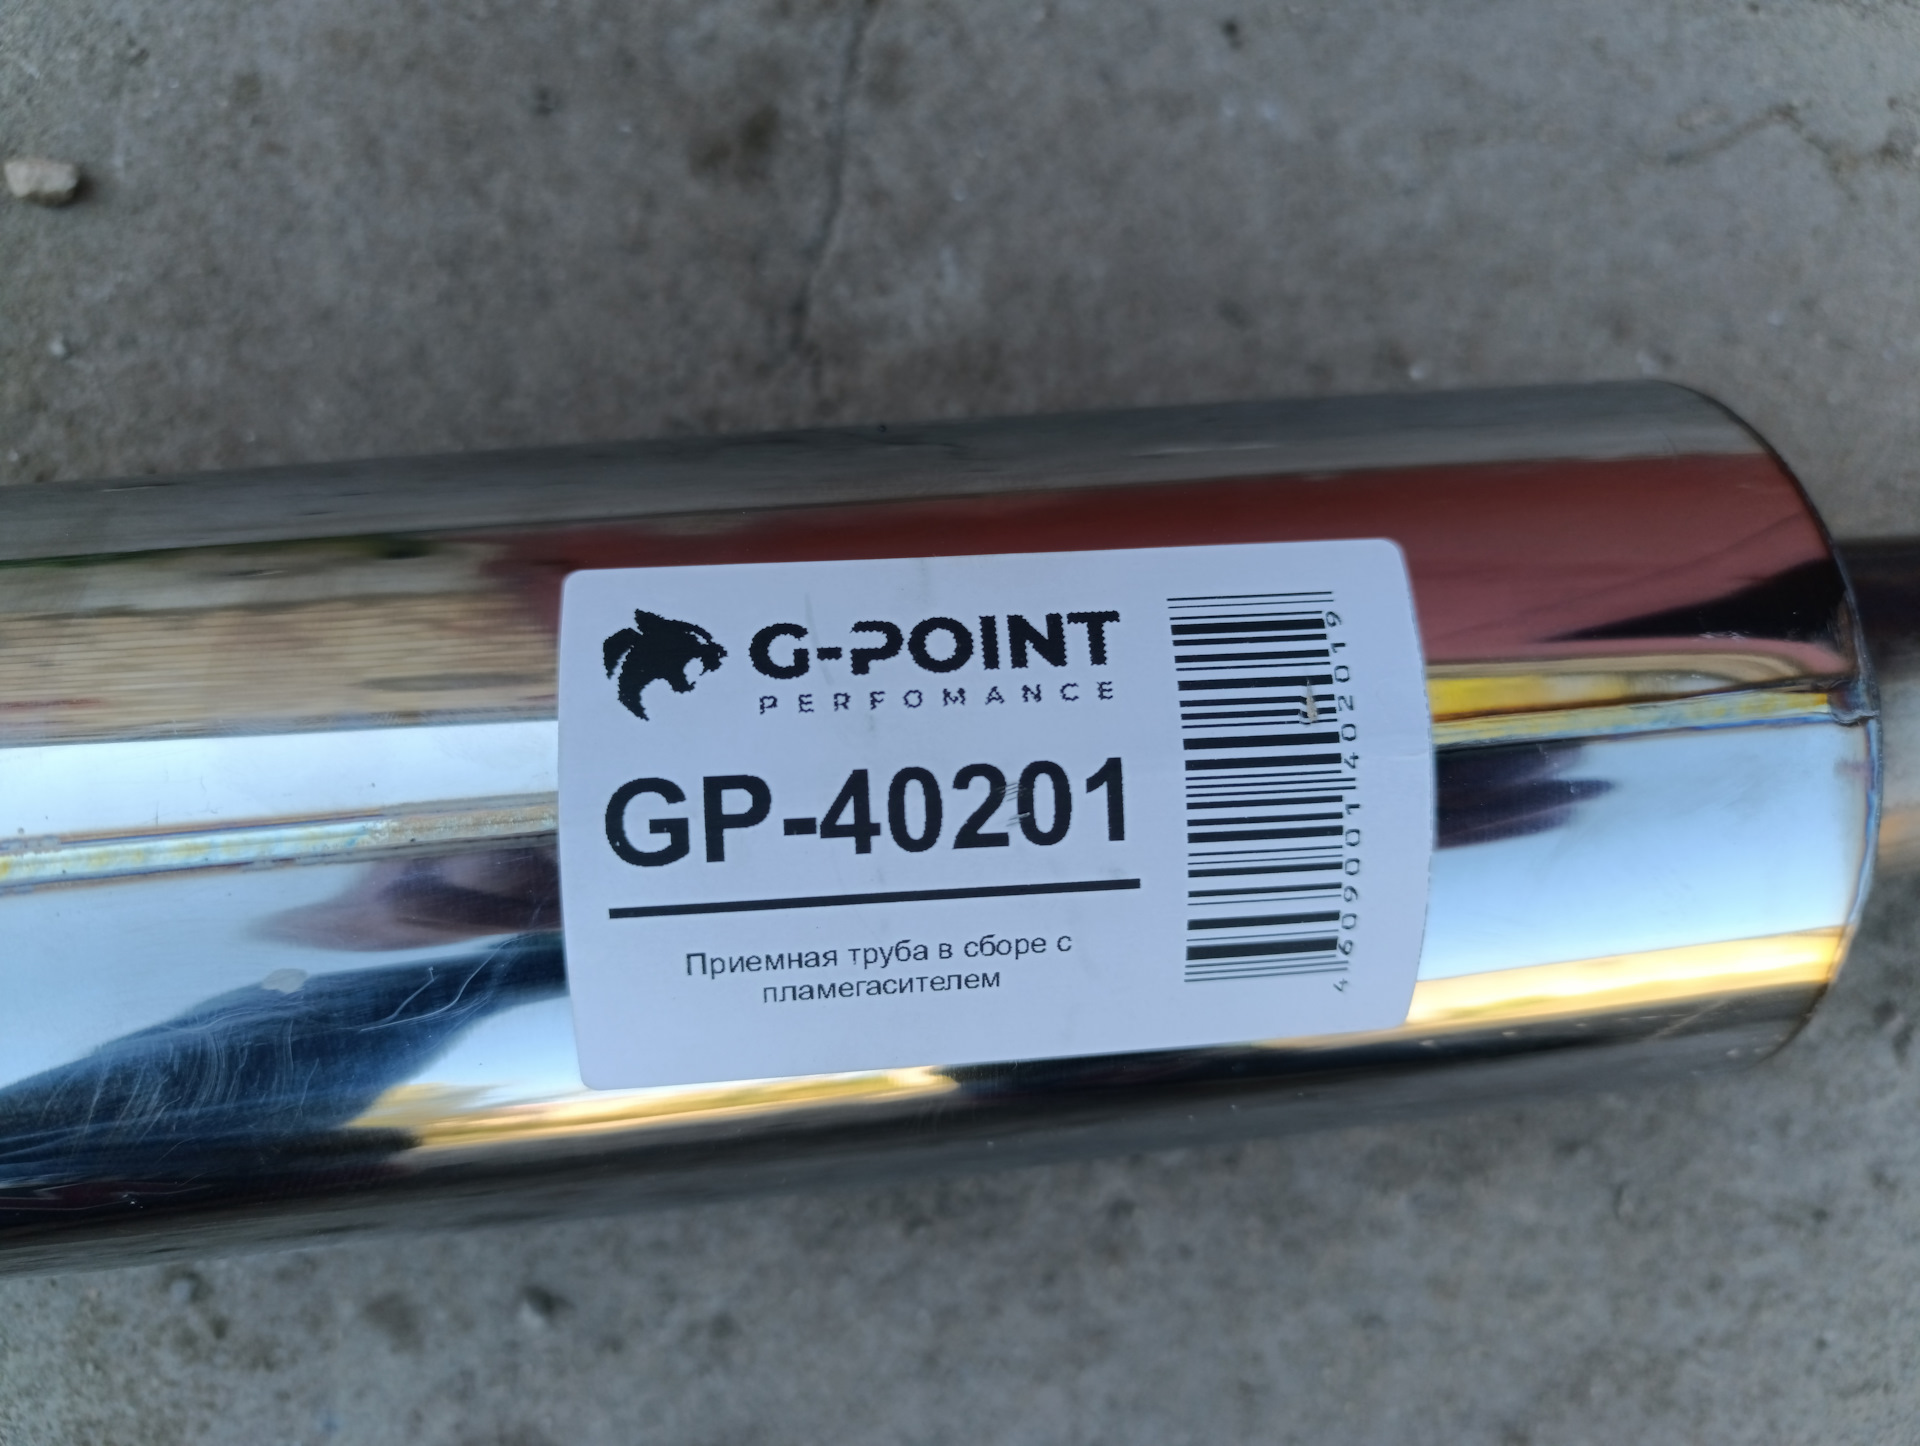 G-POINT
PERFOMANCE
GP-40201
Приемная труба в сборе с
пламегасителем
4609001402019